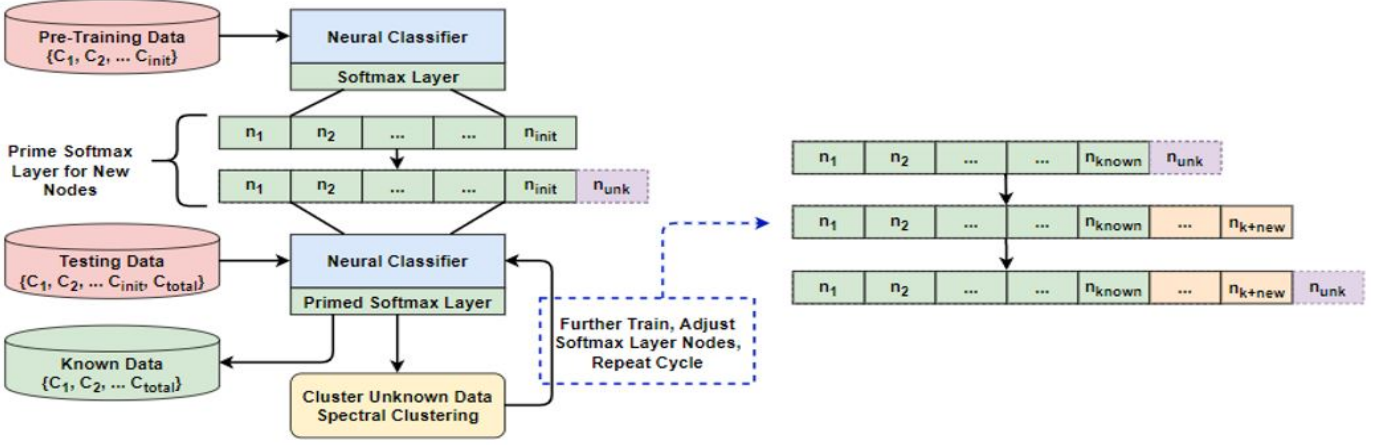 Pre-Training Data
{C1, C2, ... Cinit}
Neural Classifier
Softmax Layer
Prime Softmax
Layer for New
Nodes
n1 n2 ... ... ninit
n1 n2 ... ... ninit nunk
Testing Data
{C1, C2, ... Cinit, Ctotal}
Neural Classifier
Primed Softmax Layer
Known Data
{C1, C2, ... Ctotal}
Cluster Unknown Data
Spectral Clustering
Further Train, Adjust
Softmax Layer Nodes,
Repeat Cycle
n1 n2 ... ... nknown nunk
n1 n2 ... ... nknown ... nk+new
n1 n2 ... ... nknown ... nk+new nunk